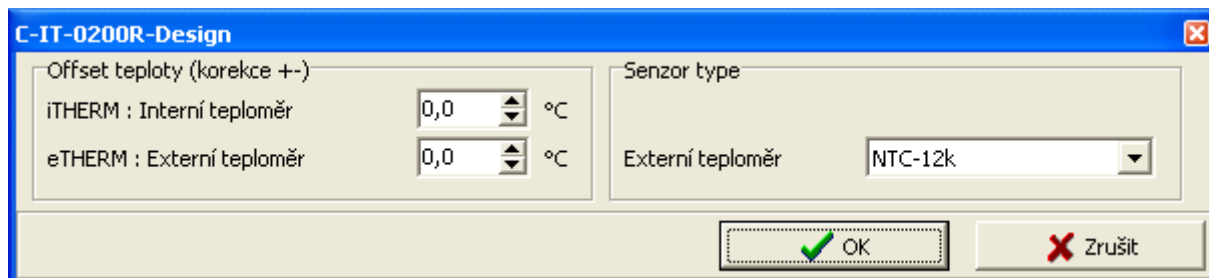 C-IT-0200R-Design
Offset teploty (korekce +-)
iTHERM : Interní teploměr 0,0 °C
eTHERM : Externí teploměr 0,0 °C
Senzor type
Externí teploměr NTC-12k
OK Zrušit